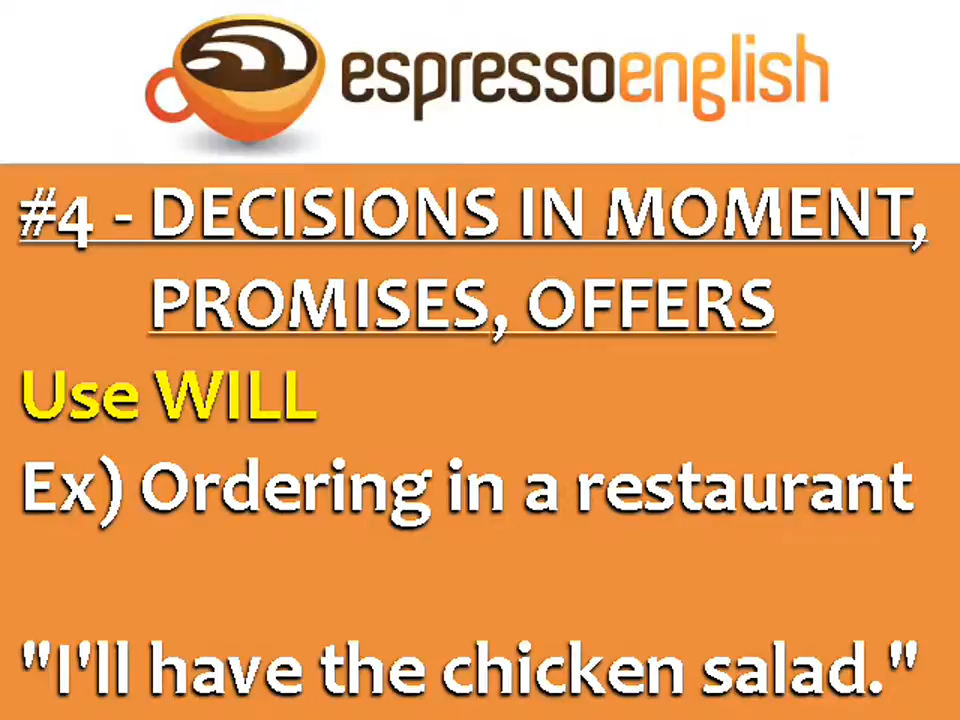 espressoenglish
#4 - DECISIONS IN MOMENT,
PROMISES, OFFERS
Use WILL
Ex) Ordering in a restaurant
"I'll have the chicken salad."